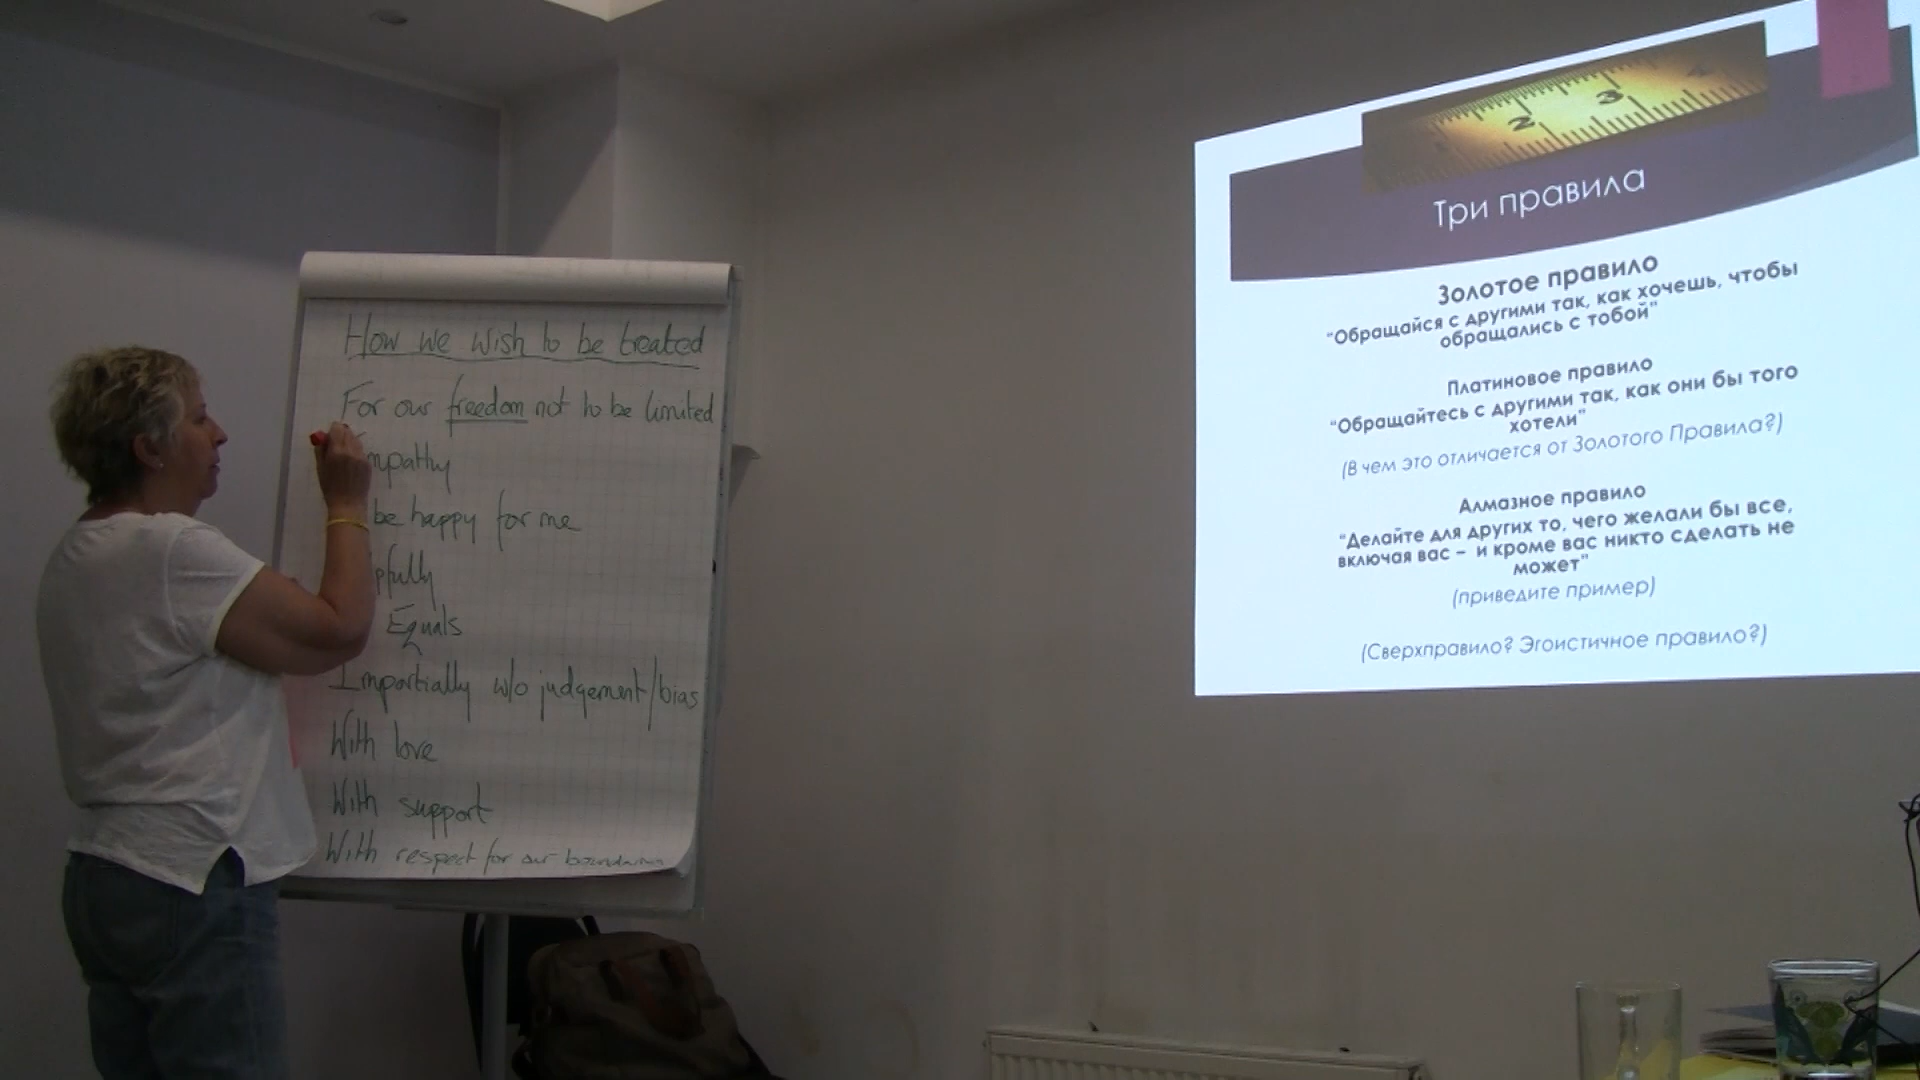 How we wish to be treated
For our freedom not to be limited
mpathy
be happy for me
pfully
Equals
Impartially w/o judgement/bias
With love
With support
With respect for our
2 3
Три правила
Золотое правило
"Обращайся с другими так, как хочешь, чтобы
обращались с тобой"
Платиновое правило
"Обращайтесь с другими так, как они бы того
хотели"
(В чем это отличается от Золотого Правила?)
Алмазное правило
"Делайте для других то, чего желали бы все,
включая вас – и кроме вас никто сделать не
может"
(приведите пример)
(Сверхправило? Эгоистичное правило?)